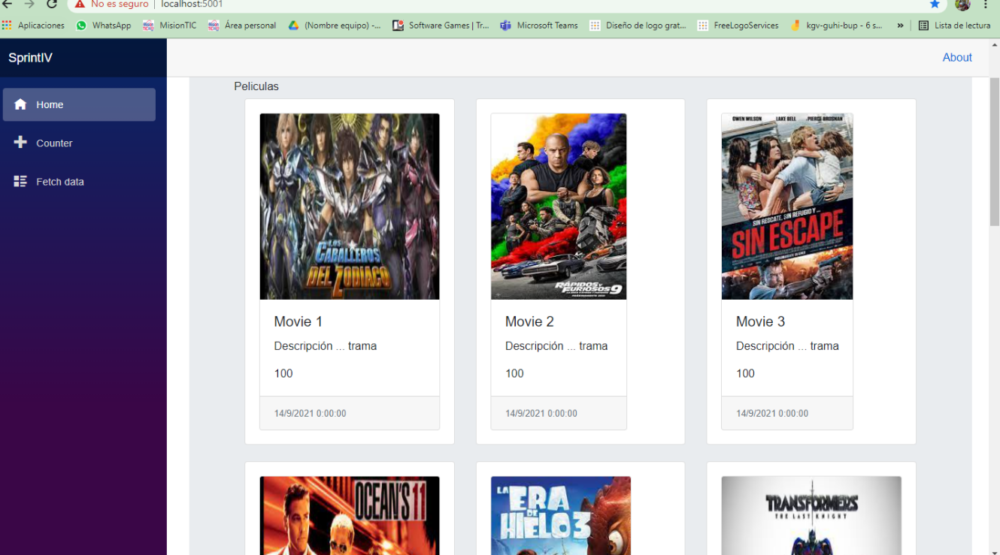 No es seguro | localhost:5001
Aplicaciones WhatsApp MisionTIC Área personal (Nombre equipo) -... Software Games | Tr... Microsoft Teams Diseño de logo grat... FreeLogoServices kgv-guhi-bup - 6 s... » Lista de lectura
SprintIV
About
Home
Counter
Fetch data
Peliculas
LOS CABALLEROS DEL ZODIACO
RÁPIDOS Y FURIOSOS 9
OWEN WILSON LAKE BELL PIERCE BROSNAN
SIN RESCATE, SIN REFUGIO Y ...
SIN ESCAPE
Movie 1
Descripción ... trama
100
14/9/2021 0:00:00
Movie 2
Descripción ... trama
100
14/9/2021 0:00:00
Movie 3
Descripción ... trama
100
14/9/2021 0:00:00
OCEAN'S 11
LA ERA DE HIELO 3
TRANSFORMERS
THE LAST KNIGHT